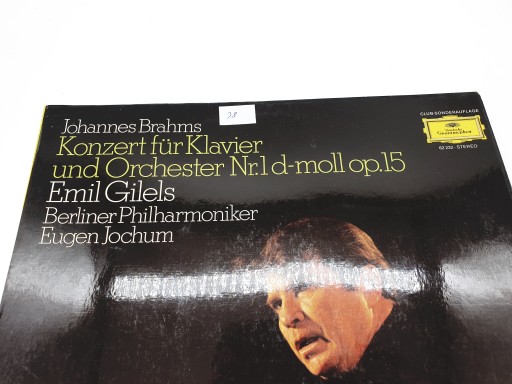 28
Johannes Brahms
Konzert für Klavier
und Orchester Nr.1 d-moll op.15
Emil Gilels
Berliner Philharmoniker
Eugen Jochum
CLUB-SONDERAUFLAGE
Deutsche
Grammophon
STEREO